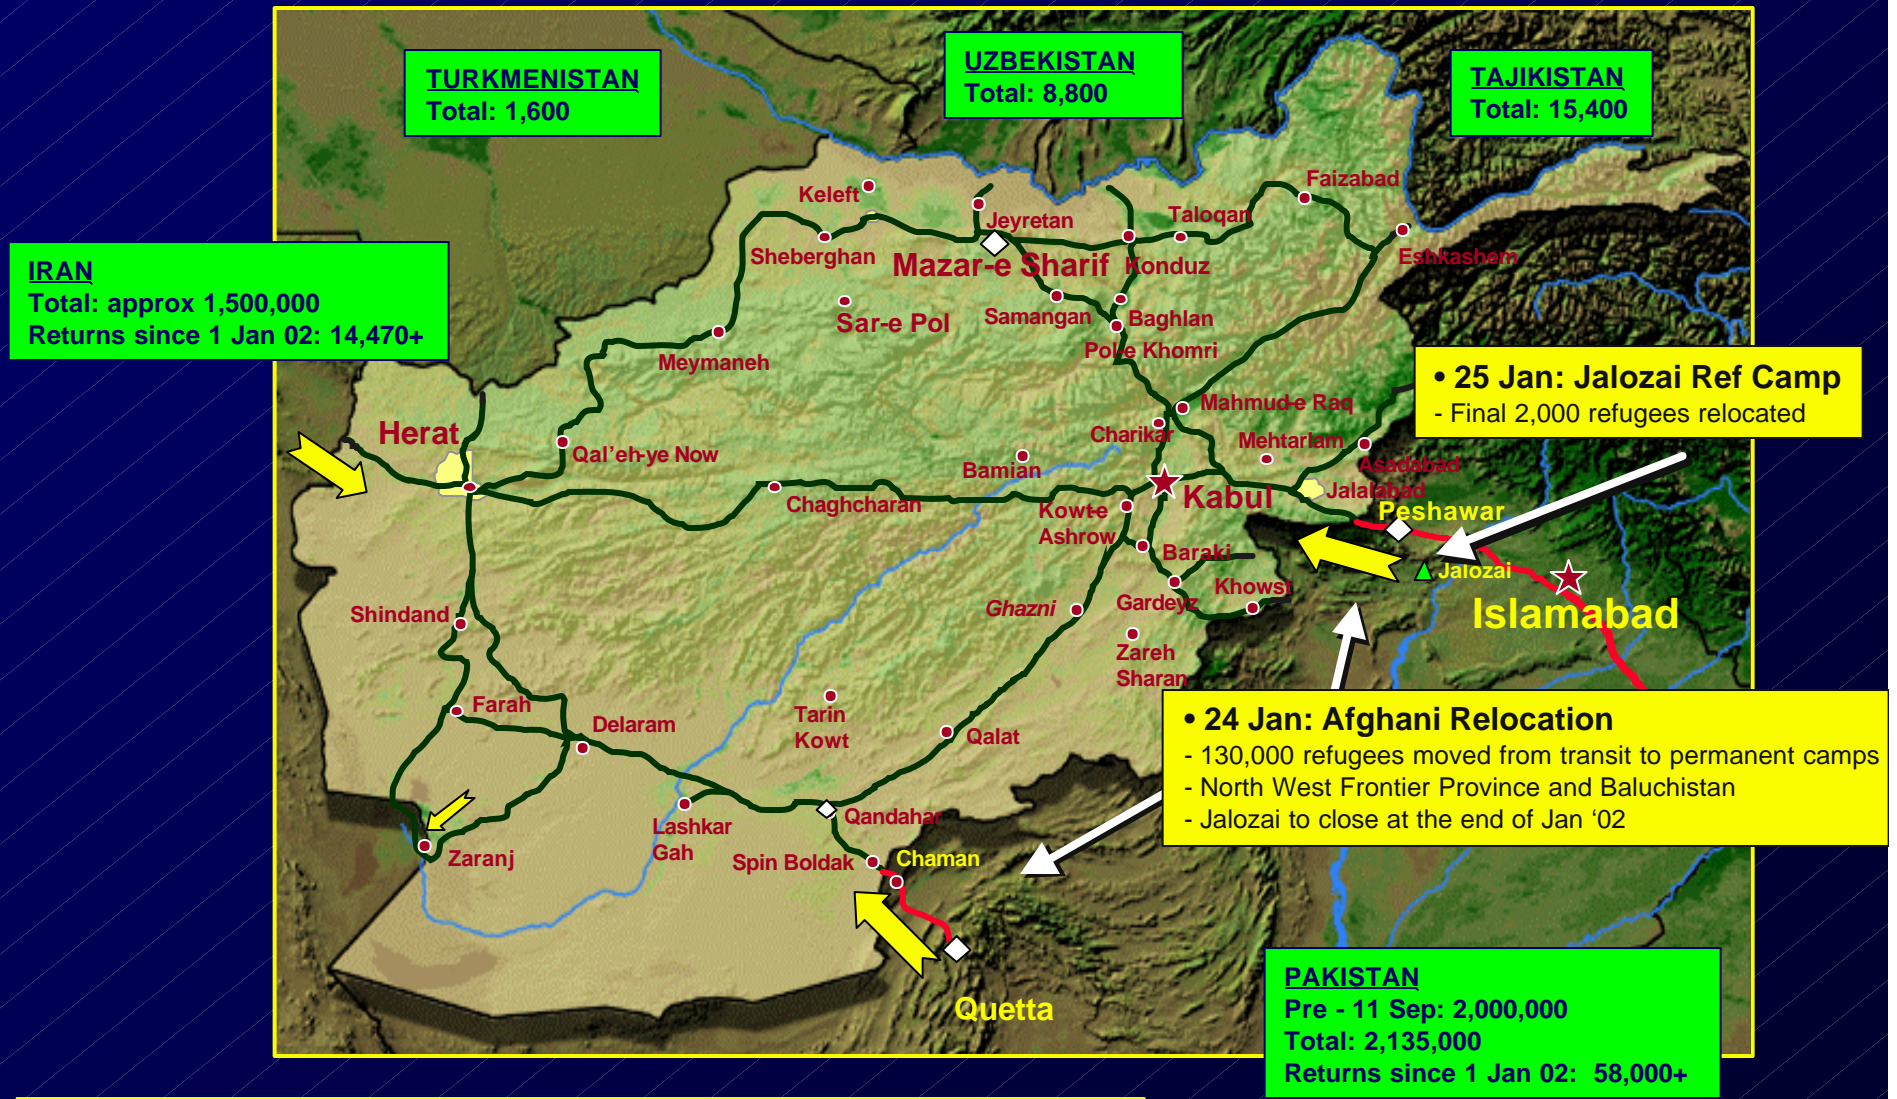 TURKMENISTAN
Total: 1,600
UZBEKISTAN
Total: 8,800
TAJIKISTAN
Total: 15,400
IRAN
Total: approx 1,500,000
Returns since 1 Jan 02: 14,470+
Keleft
Jeyretan
Taloqan
Faizabad
Eshkashem
Sheberghan
Mazar-e Sharif
Konduz
Sar-e Pol
Samangan
Baghlan
Pol-e Khomri
Meymaneh
• 25 Jan: Jalozai Ref Camp
- Final 2,000 refugees relocated
Herat
Qal'eh-ye Now
Mahmud-e Raq
Charikar
Mehtarlam
Bamian
Asadabad
Chaghcharan
Kabul
Jalalabad
Kowt-e
Ashrow
Peshawar
Baraki
Jalozai
Khowst
Gardeyz
Ghazni
Islamabad
Shindand
Zareh
Sharan
Farah
Delaram
Tarin
Kowt
Qalat
• 24 Jan: Afghani Relocation
- 130,000 refugees moved from transit to permanent camps
- North West Frontier Province and Baluchistan
- Jalozai to close at the end of Jan ‘02
Lashkar
Gah
Qandahar
Zaranj
Spin Boldak
Chaman
Quetta
PAKISTAN
Pre - 11 Sep: 2,000,000
Total: 2,135,000
Returns since 1 Jan 02: 58,000+